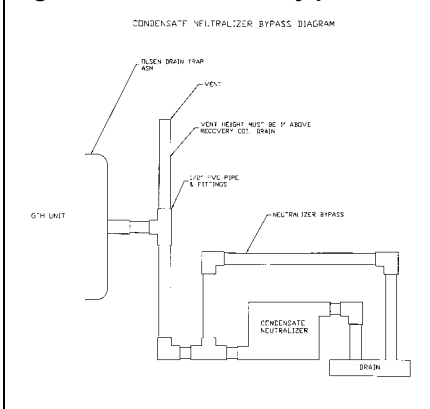 CONDENSATE NEUTRALIZER BYPASS DIAGRAM
OLSEN DRAIN TRAP
ASM
VENT
VENT HEIGHT MUST BE 1" ABOVE
RECOVERY COIL DRAIN
1/2" PVC PIPE
& FITTINGS
GTH UNIT
NEUTRALIZER BYPASS
CONDENSATE
NEUTRALIZER
DRAIN